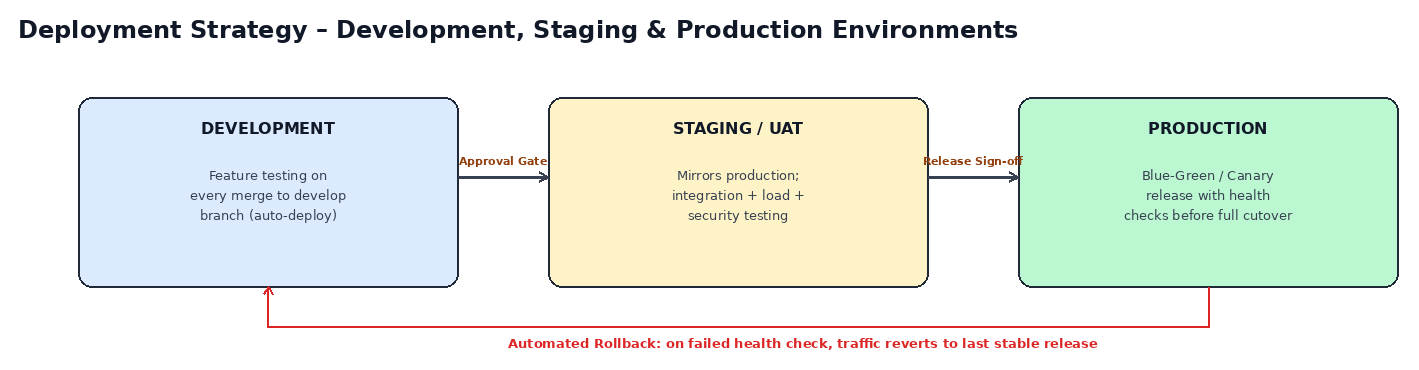 Deployment Strategy – Development, Staging & Production Environments
DEVELOPMENT
Feature testing on
every merge to develop
branch (auto-deploy)
Approval Gate
STAGING / UAT
Mirrors production;
integration + load +
security testing
Release Sign-off
PRODUCTION
Blue-Green / Canary
release with health
checks before full cutover
Automated Rollback: on failed health check, traffic reverts to last stable release